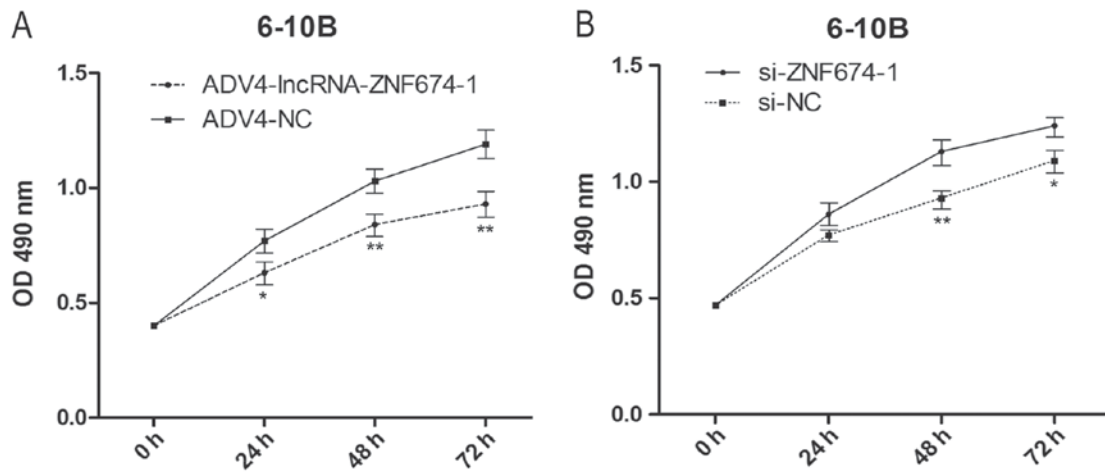 A
6-10B
ADV4-lncRNA-ZNF674-1
ADV4-NC
OD 490 nm
1.5
1.0
0.5
0.0
*
**
**
0 h
24 h
48 h
72 h
B
6-10B
si-ZNF674-1
si-NC
OD 490 nm
1.5
1.0
0.5
0.0
**
*
0 h
24 h
48 h
72 h